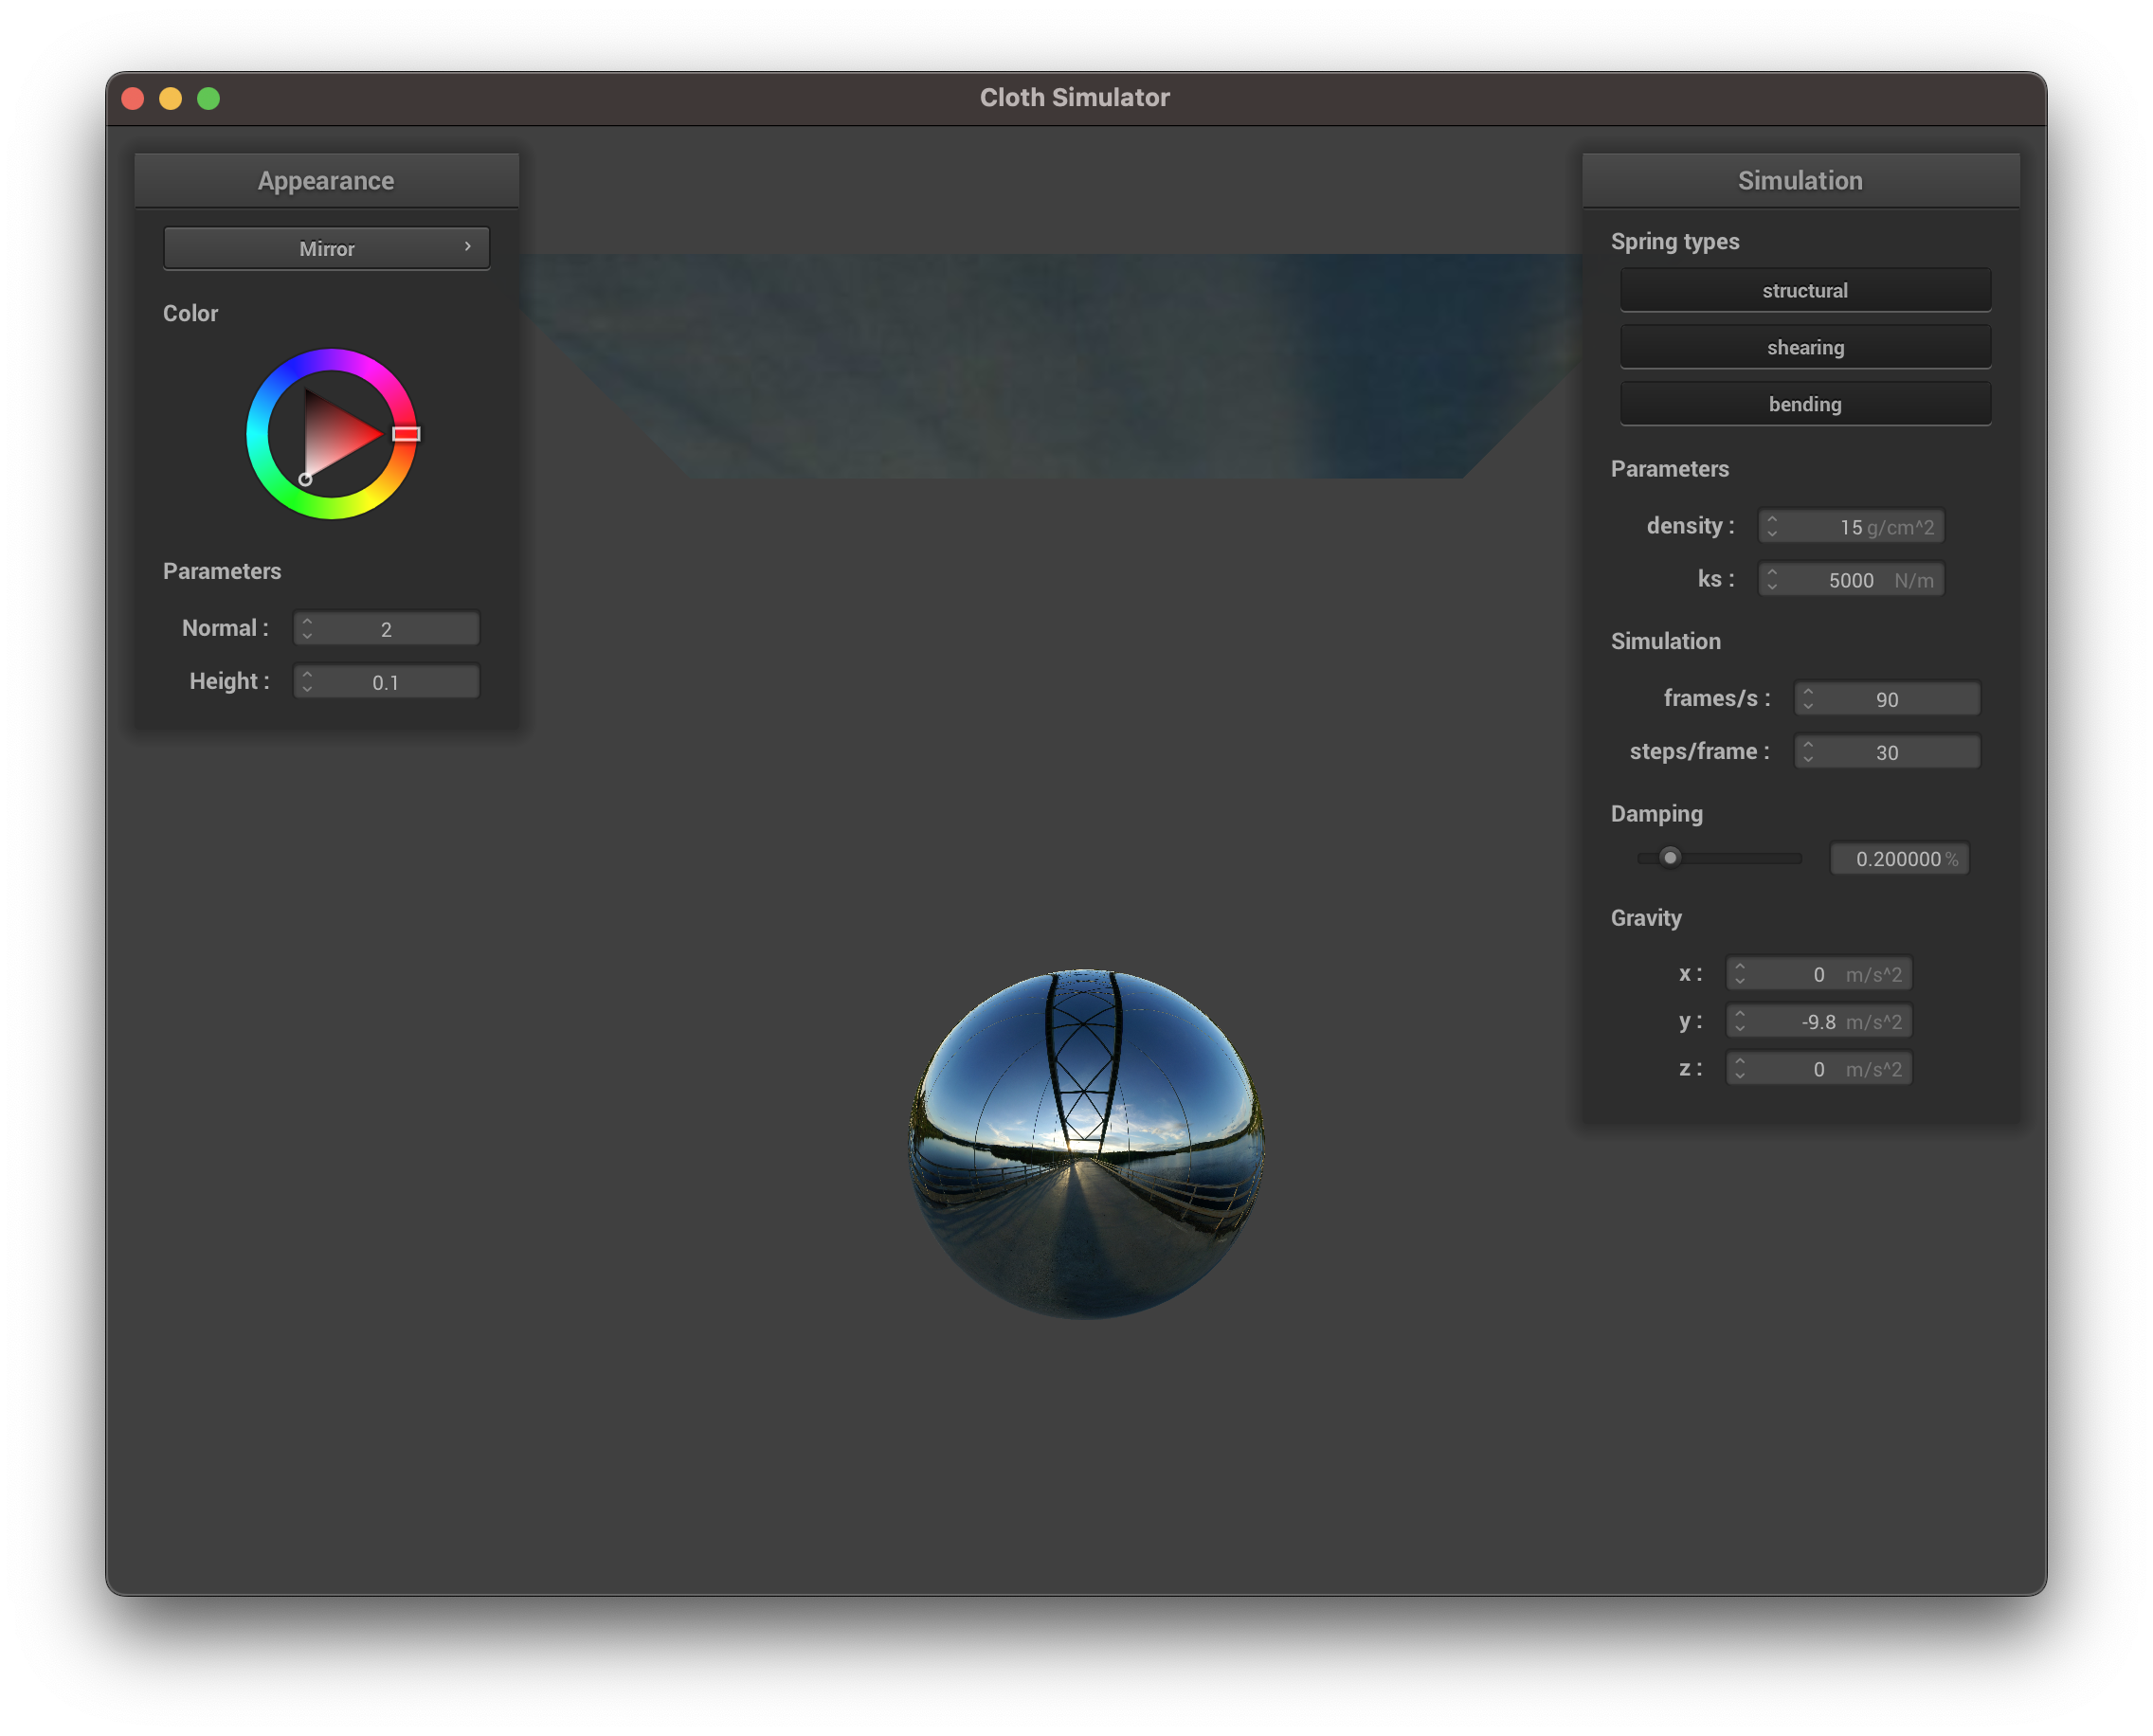 Cloth Simulator
Appearance
Mirror
Color
Parameters
Normal :
2
Height :
0.1
Simulation
Spring types
structural
shearing
bending
Parameters
density :
15 g/cm^2
ks :
5000 N/m
Simulation
frames/s :
90
steps/frame :
30
Damping
0.200000 %
Gravity
x :
0 m/s^2
y :
-9.8 m/s^2
z :
0 m/s^2